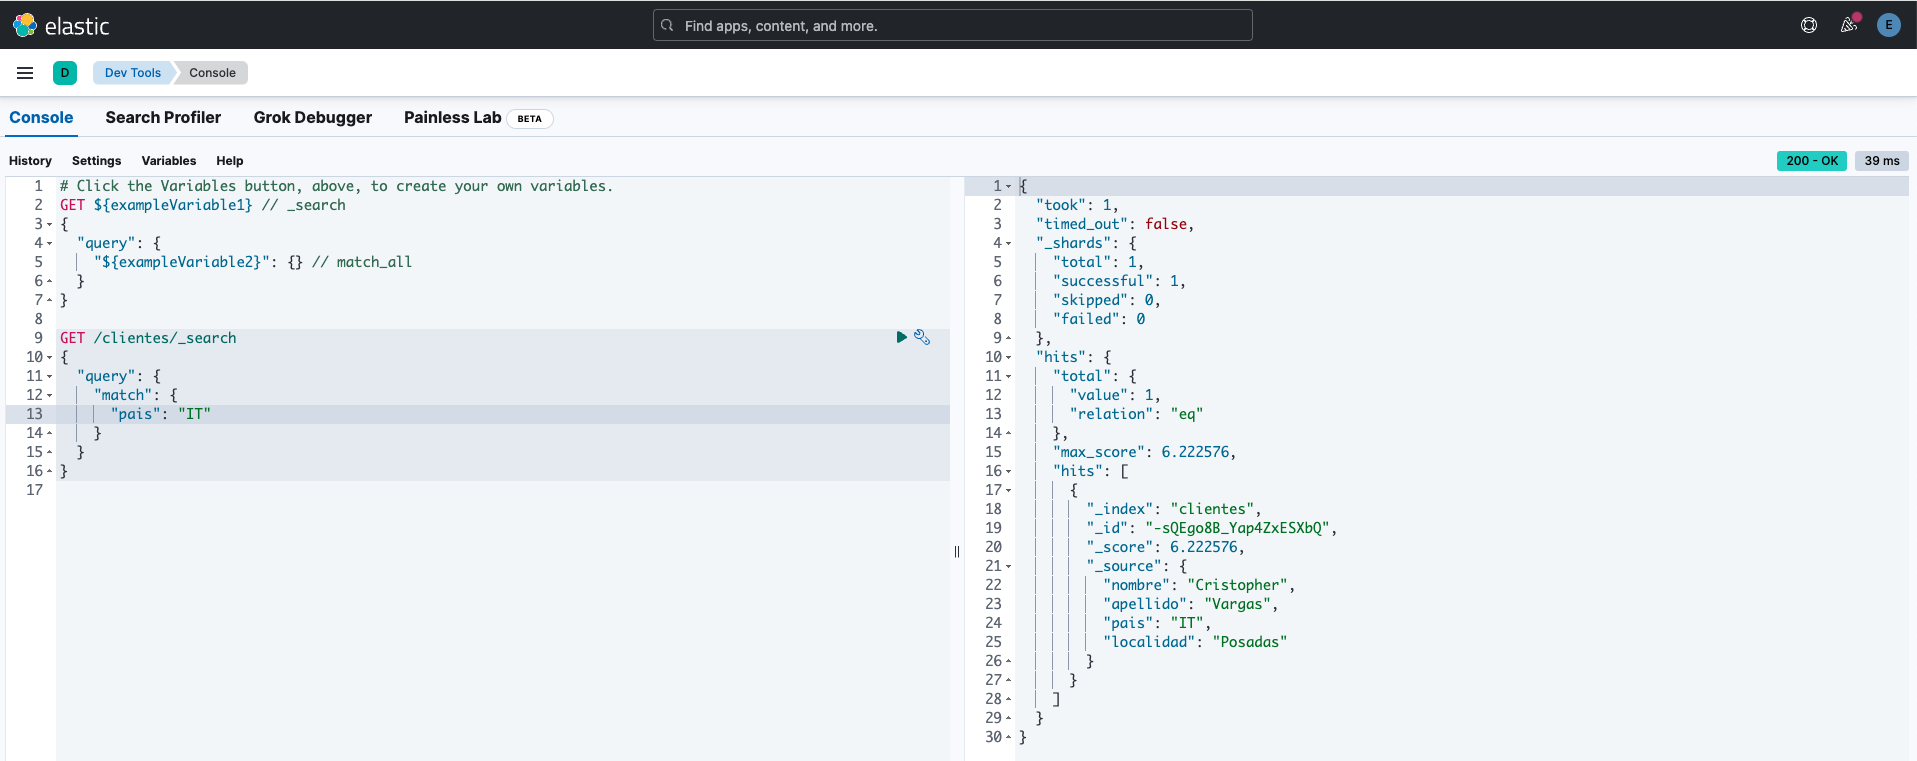 elastic
Find apps, content, and more.
E
D
Dev Tools
Console
Console
Search Profiler
Grok Debugger
Painless Lab
BETA
History
Settings
Variables
Help
200 - OK
39 ms
1 # Click the Variables button, above, to create your own variables.
2 GET ${exampleVariable1} // _search
3 {
4 "query": {
5 "${exampleVariable2}": {} // match_all
6 }
7 }
8
9 GET /clientes/_search
10 {
11 "query": {
12 "match": {
13 "pais": "IT"
14 }
15 }
16 }
17
1 {
2 "took": 1,
3 "timed_out": false,
4 "_shards": {
5 "total": 1,
6 "successful": 1,
7 "skipped": 0,
8 "failed": 0
9 },
10 "hits": {
11 "total": {
12 "value": 1,
13 "relation": "eq"
14 },
15 "max_score": 6.222576,
16 "hits": [
17 {
18 "_index": "clientes",
19 "_id": "-sQEgo8B_Yap4ZxESXbQ",
20 "_score": 6.222576,
21 "_source": {
22 "nombre": "Cristopher",
23 "apellido": "Vargas",
24 "pais": "IT",
25 "localidad": "Posadas"
26 }
27 }
28 ]
29 }
30 }